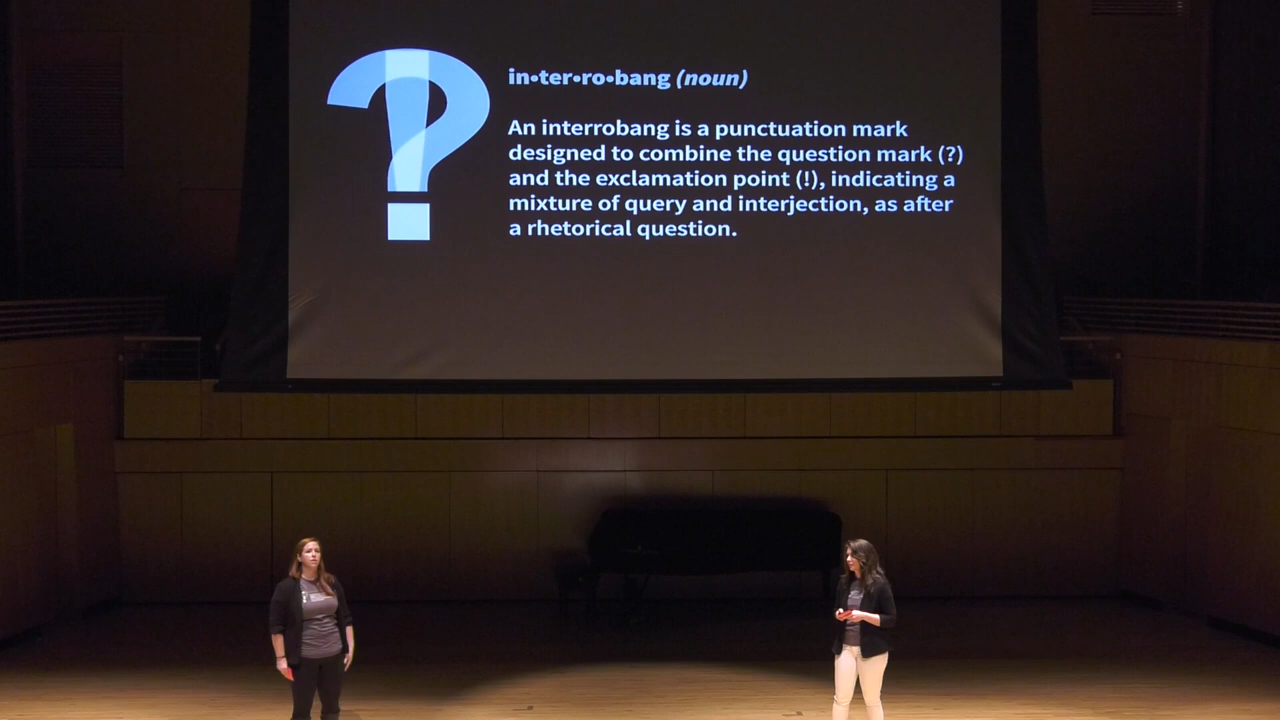 in•ter•ro•bang (noun)
An interrobang is a punctuation mark
designed to combine the question mark (?)
and the exclamation point (!), indicating a
mixture of query and interjection, as after
a rhetorical question.